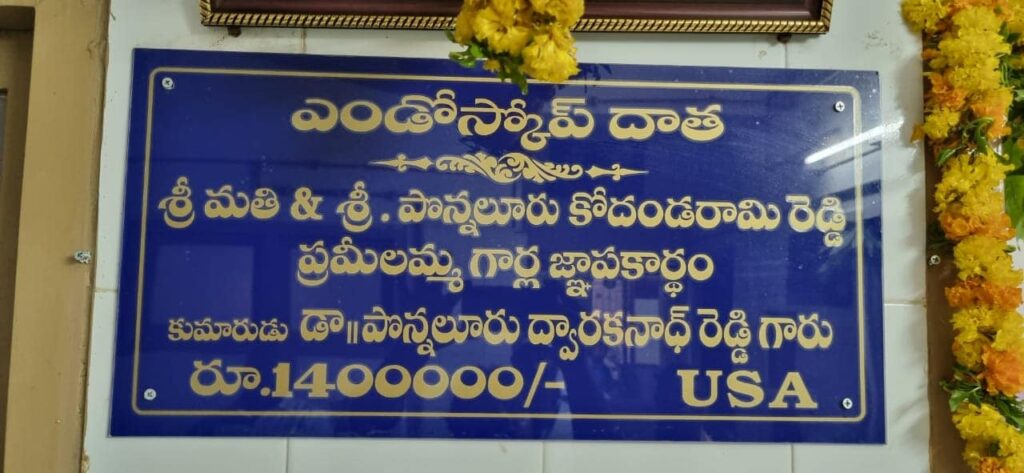 ఎండోస్కోప్ దాత
శ్రీ మతి & శ్రీ . పొన్నలూరు కోదండరామి రెడ్డి
ప్రమీలమ్మ గార్ల జ్ఞాపకార్థం
కుమారుడు డా॥పొన్నలూరు ద్వారకనాధ్ రెడ్డి గారు
రూ.1400000/- USA